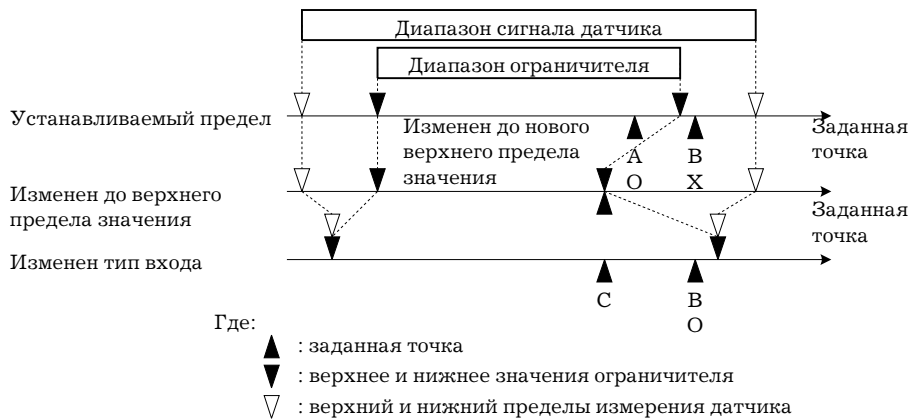 Диапазон сигнала датчика
Диапазон ограничителя
Устанавливаемый предел
Изменен до нового
верхнего предела
значения
А
О
В
Х
Заданная
точка
Изменен до верхнего
предела значения
Заданная
точка
Изменен тип входа
С
В
О
Где:
: заданная точка
: верхнее и нижнее значения ограничителя
: верхний и нижний пределы измерения датчика